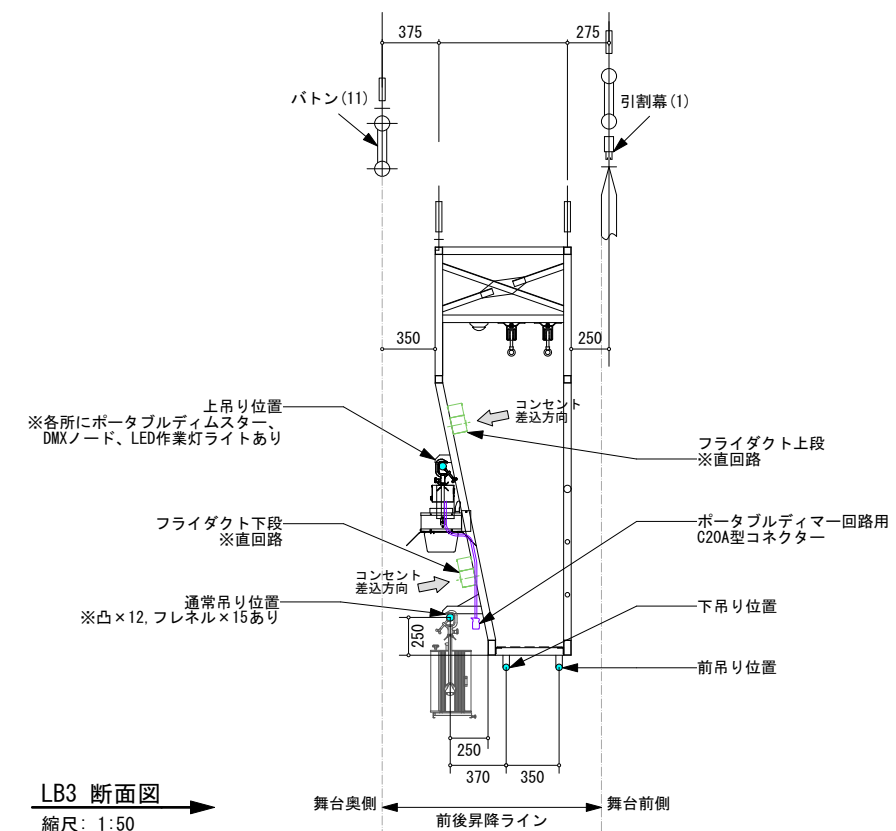 375
275
バトン(11)
引割幕(1)
350
250
上吊り位置
※各所にポータブルディムスター、
DMXノード、LED作業灯ライトあり
コンセント
差込方向
フライダクト上段
※直回路
フライダクト下段
※直回路
ポータブルディマー回路用
C20A型コネクター
コンセント
差込方向
通常吊り位置
※凸×12,フレネル×15あり
下吊り位置
250
前吊り位置
250
370
350
LB3 断面図
縮尺: 1:50
舞台奥側
前後昇降ライン
舞台前側